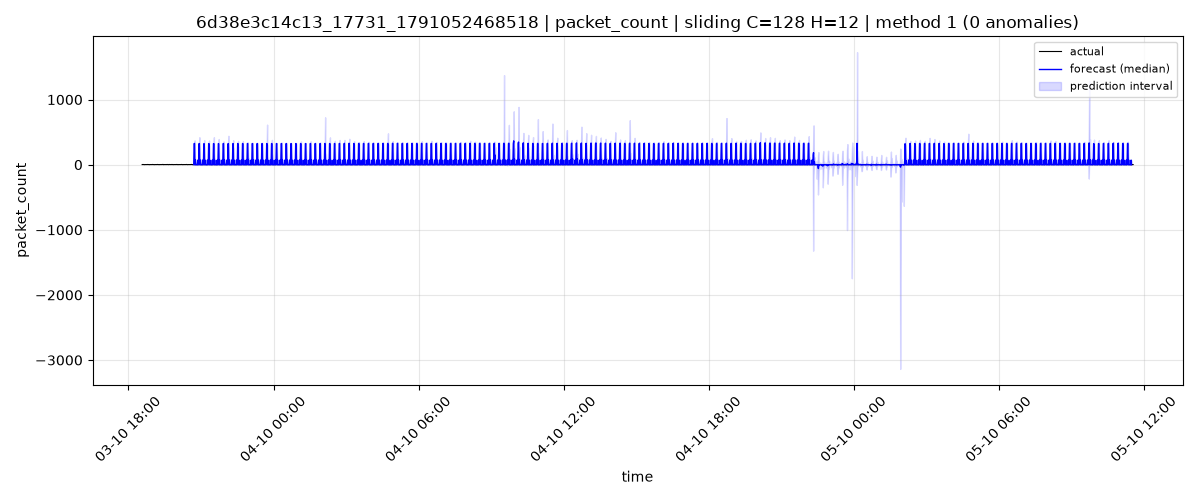 6d38e3c14c13_17731_1791052468518 | packet_count | sliding C=128 H=12 | method 1 (0 anomalies)
actual
forecast (median)
prediction interval
packet_count
1000
0
−1000
−2000
−3000
03-10 18:00
04-10 00:00
04-10 06:00
04-10 12:00
04-10 18:00
05-10 00:00
05-10 06:00
05-10 12:00
time